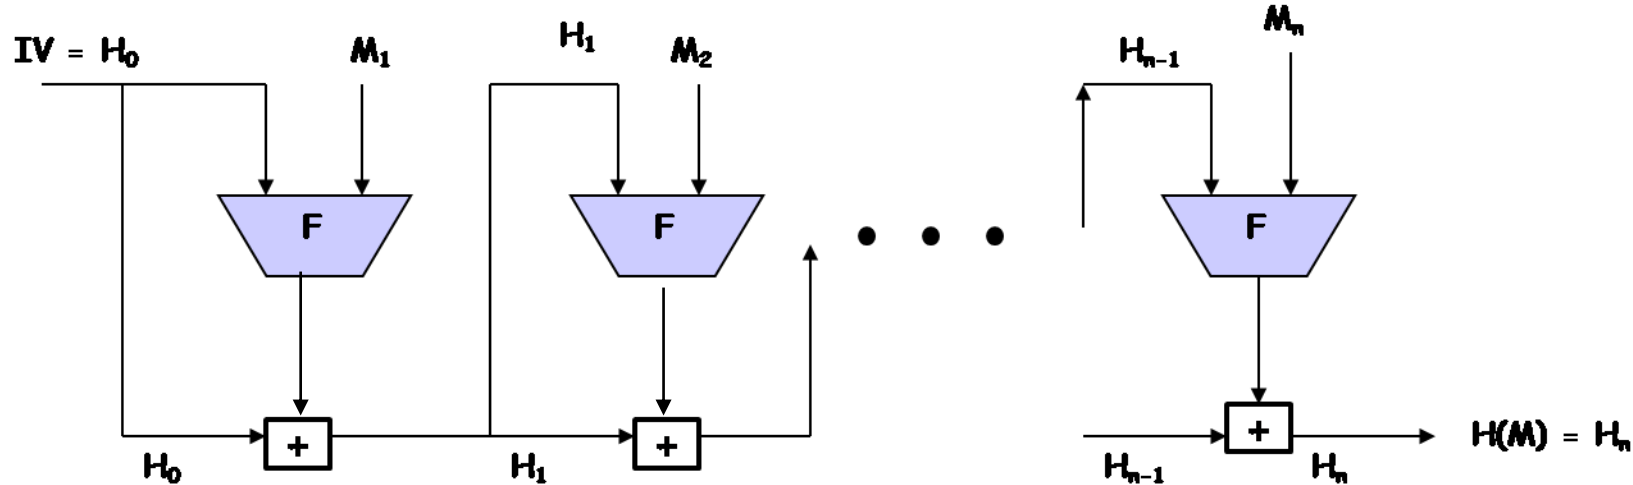 IV = H₀
M₁
H₁
M₂
Hₙ₋₁
Mₙ
F
F
F
+
+
+
H₀
H₁
Hₙ₋₁
Hₙ
H(M) = Hₙ